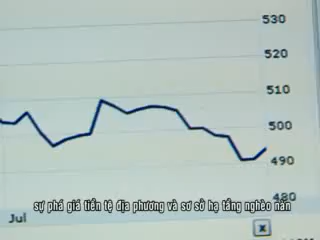 530
520
510
500
490
480
sự phá giá tiền tệ địa phương và sơ sở hạ tầng nghèo nàn
Jul
x